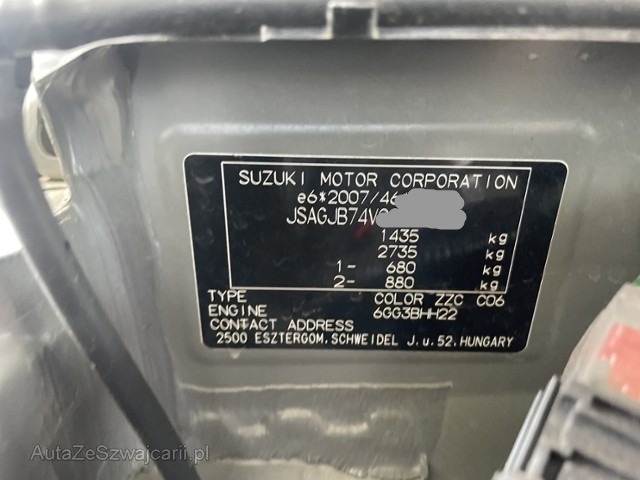 SUZUKI MOTOR CORPORATION
e6*2007/46
JSAGJB74V
1435 kg
2735 kg
1- 680 kg
2- 880 kg
TYPE COLOR ZZC C06
ENGINE 6GG3BHH22
CONTACT ADDRESS
2500 ESZTERGOM, SCHWEIDEL J. u. 52. HUNGARY
AutaZeSzwajcarii.pl